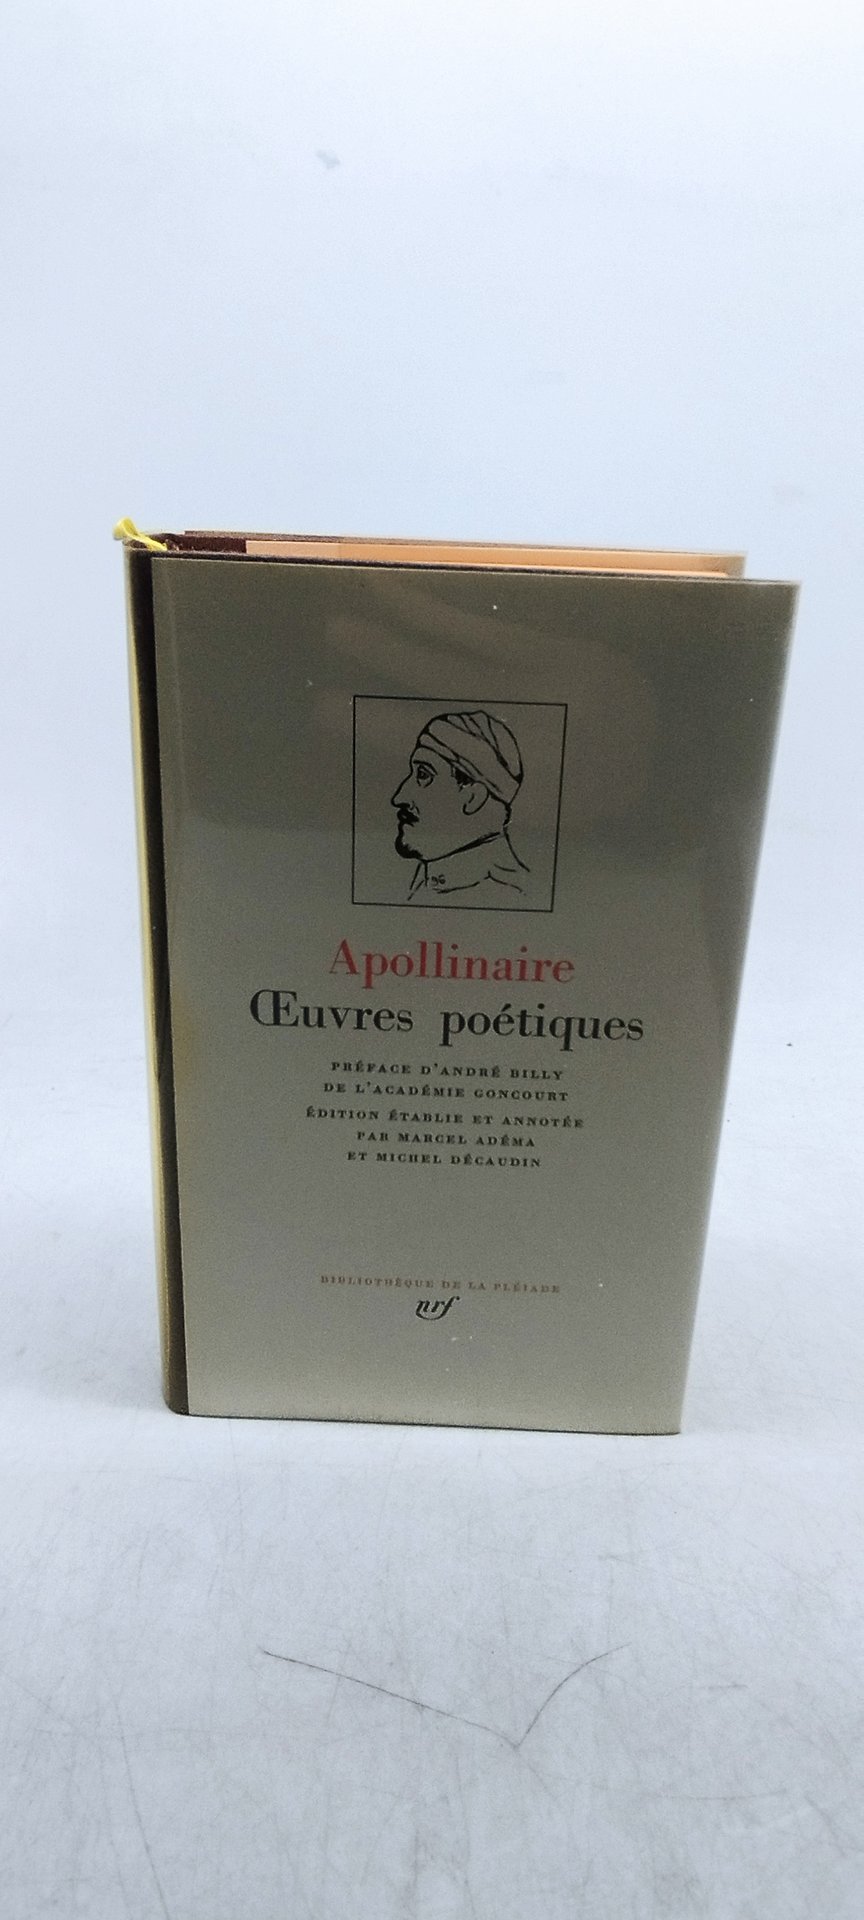 Apollinaire
Œuvres poétiques
PRÉFACE D'ANDRÉ BILLY
DE L'ACADÉMIE GONCOURT
ÉDITION ÉTABLIE ET ANNOTÉE
PAR MARCEL ADÉMA
ET MICHEL DÉCAUDIN
BIBLIOTHÈQUE DE LA PLÉIADE
nrf